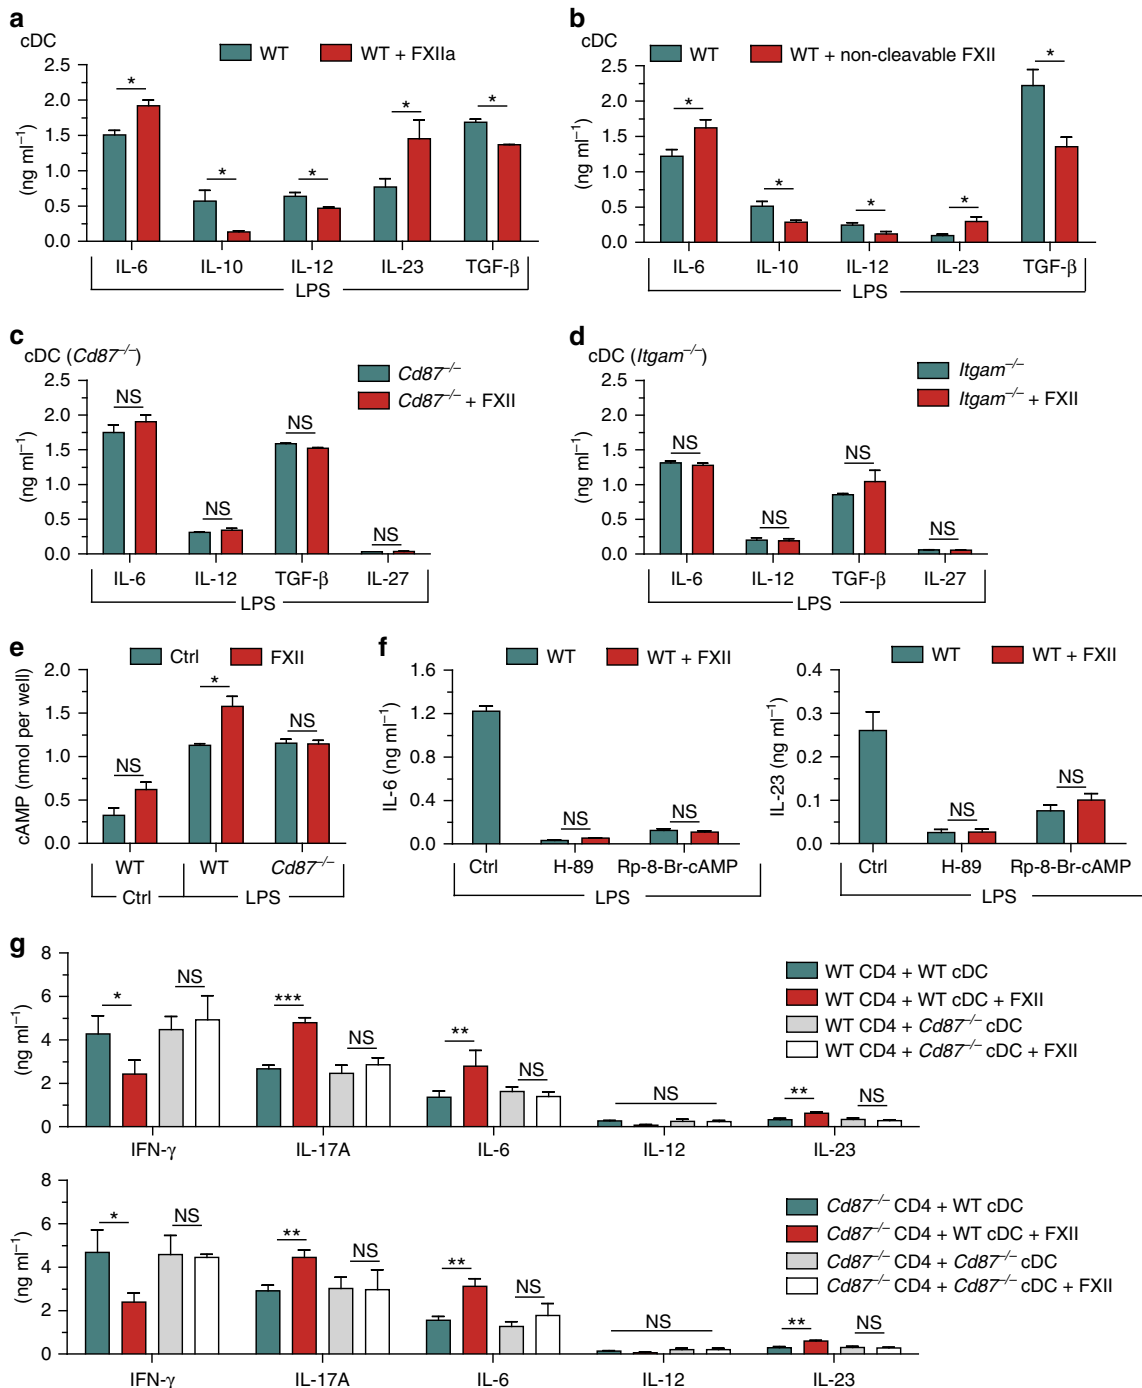 a
cDC
WT
WT + FXIIa
(ng ml⁻¹)
2.5
2.0
1.5
1.0
0.5
0.0
*
*
*
*
*
IL-6
IL-10
IL-12
IL-23
TGF-β
LPS
b
cDC
WT
WT + non-cleavable FXII
(ng ml⁻¹)
2.5
2.0
1.5
1.0
0.5
0.0
*
*
*
*
*
IL-6
IL-10
IL-12
IL-23
TGF-β
LPS
c
cDC (Cd87⁻/⁻)
Cd87⁻/⁻
Cd87⁻/⁻ + FXII
(ng ml⁻¹)
2.5
2.0
1.5
1.0
0.5
0.0
NS
NS
NS
NS
IL-6
IL-12
TGF-β
IL-27
LPS
d
cDC (Itgam⁻/⁻)
Itgam⁻/⁻
Itgam⁻/⁻ + FXII
(ng ml⁻¹)
2.5
2.0
1.5
1.0
0.5
0.0
NS
NS
NS
NS
IL-6
IL-12
TGF-β
IL-27
LPS
e
Ctrl
FXII
cAMP (nmol per well)
2.0
1.5
1.0
0.5
0.0
NS
*
NS
WT
WT
Cd87⁻/⁻
Ctrl
LPS
f
WT
WT + FXII
IL-6 (ng ml⁻¹)
1.6
1.2
0.8
0.4
0.0
NS
NS
Ctrl
H-89
Rp-8-Br-cAMP
LPS
WT
WT + FXII
IL-23 (ng ml⁻¹)
0.4
0.3
0.2
0.1
0.0
NS
NS
Ctrl
H-89
Rp-8-Br-cAMP
LPS
g
(ng ml⁻¹)
8
6
4
2
0
*
NS
***
NS
**
NS
NS
**
NS
IFN-γ
IL-17A
IL-6
IL-12
IL-23
WT CD4 + WT cDC
WT CD4 + WT cDC + FXII
WT CD4 + Cd87⁻/⁻ cDC
WT CD4 + Cd87⁻/⁻ cDC + FXII
(ng ml⁻¹)
8
6
4
2
0
*
NS
**
NS
**
NS
NS
**
NS
IFN-γ
IL-17A
IL-6
IL-12
IL-23
Cd87⁻/⁻ CD4 + WT cDC
Cd87⁻/⁻ CD4 + WT cDC + FXII
Cd87⁻/⁻ CD4 + Cd87⁻/⁻ cDC
Cd87⁻/⁻ CD4 + Cd87⁻/⁻ cDC + FXII